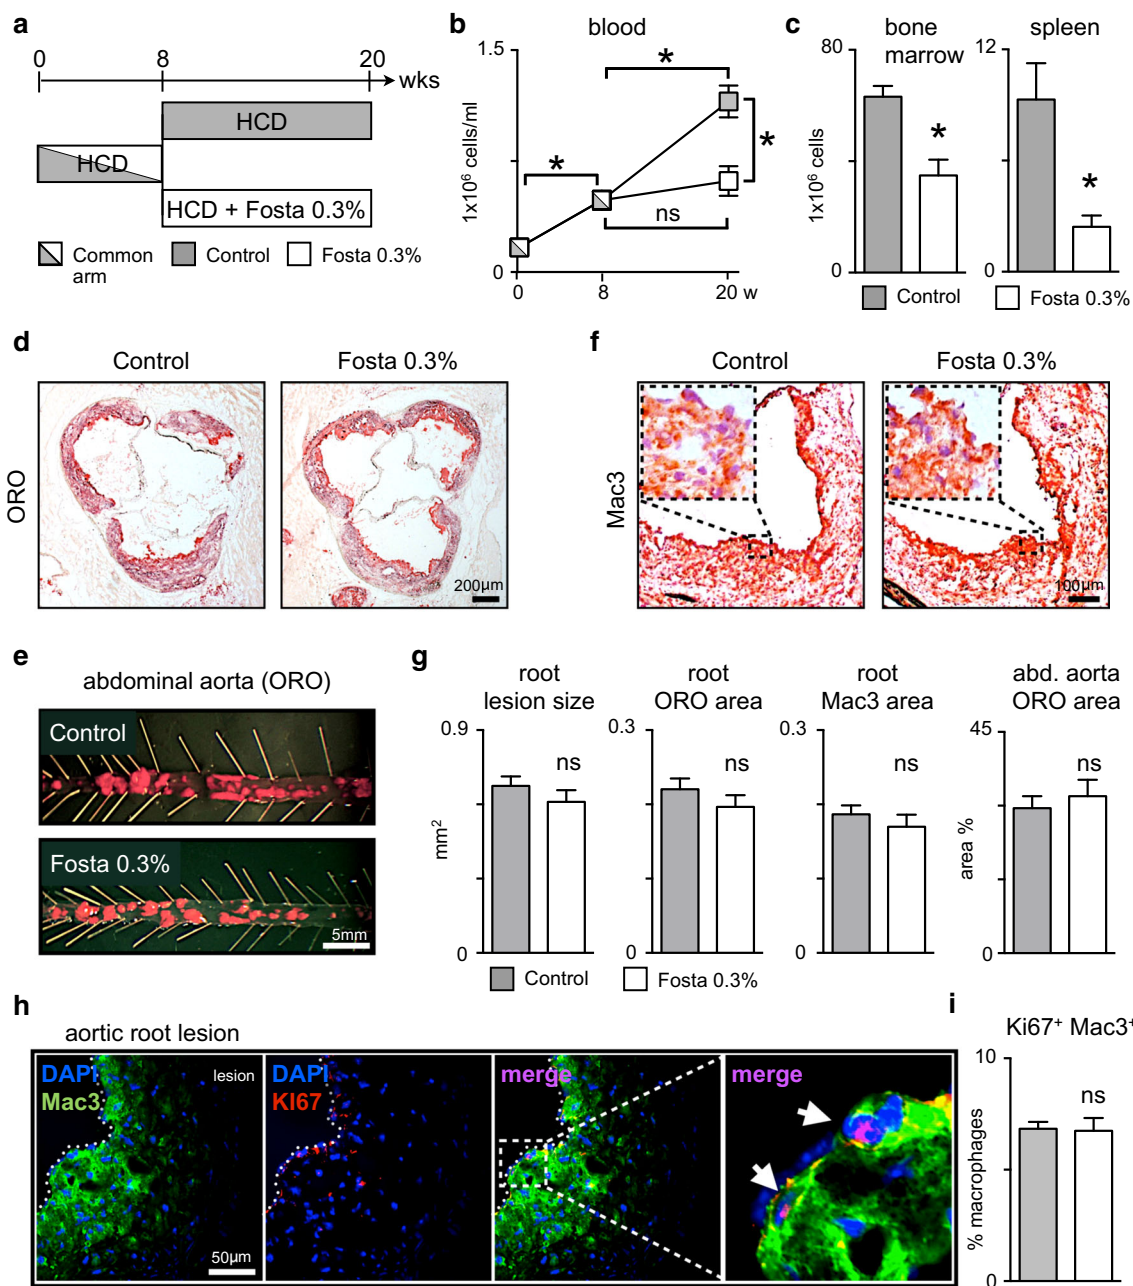 a
0 8 20 wks
HCD
HCD
HCD + Fosta 0.3%
Common arm
Control
Fosta 0.3%
b
blood
1x10⁶ cells/ml
1.5
0
*
*
*
ns
0 8 20 w
c
bone marrow
spleen
1x10⁶ cells
80
0
*
12
0
*
Control
Fosta 0.3%
d
Control
Fosta 0.3%
ORO
200µm
f
Control
Fosta 0.3%
Mac3
100µm
e
abdominal aorta (ORO)
Control
Fosta 0.3%
5mm
g
root
lesion size
root
ORO area
root
Mac3 area
abd. aorta
ORO area
mm²
0.9
0
ns
0.3
0
ns
0.3
0
ns
area %
45
0
ns
Control
Fosta 0.3%
h
aortic root lesion
DAPI
Mac3
lesion
50µm
DAPI
KI67
merge
merge
i
Ki67⁺ Mac3⁺
% macrophages
10
0
ns